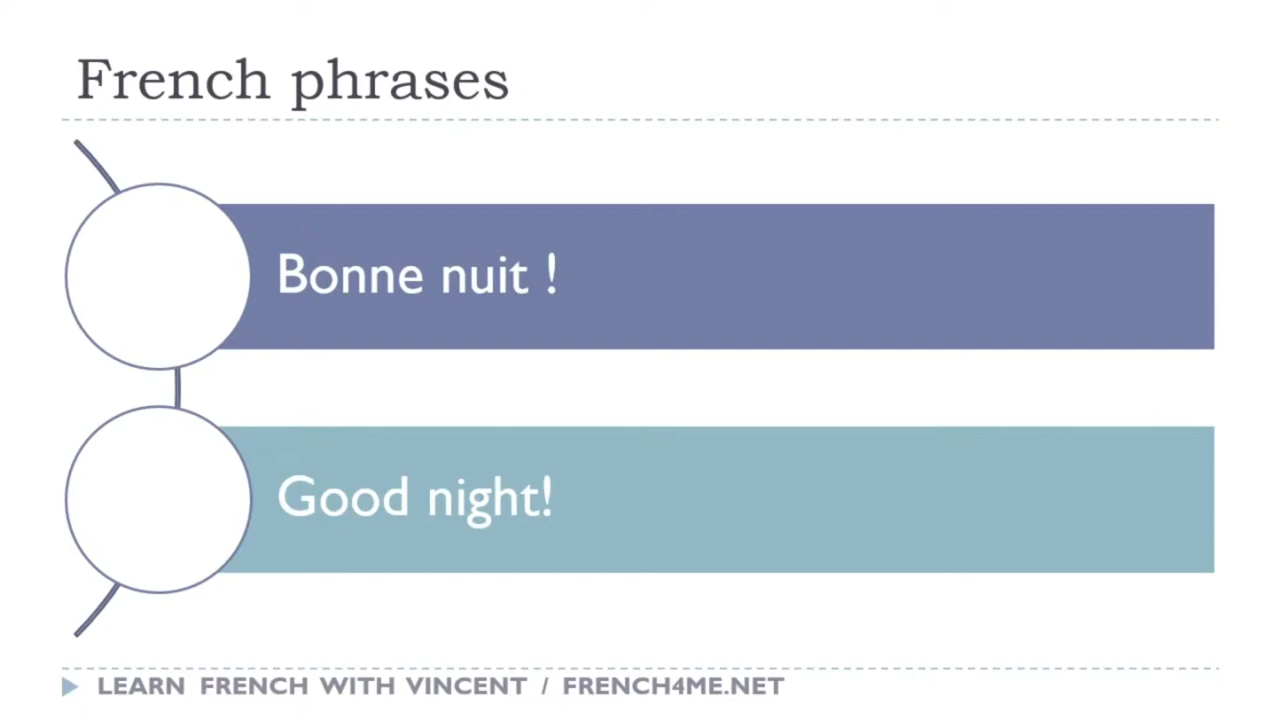 French phrases
Bonne nuit !
Good night!
LEARN FRENCH WITH VINCENT / FRENCH4ME.NET